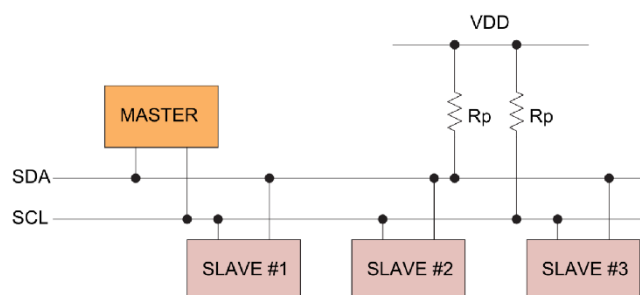 VDD
MASTER
Rp
Rp
SDA
SCL
SLAVE #1
SLAVE #2
SLAVE #3